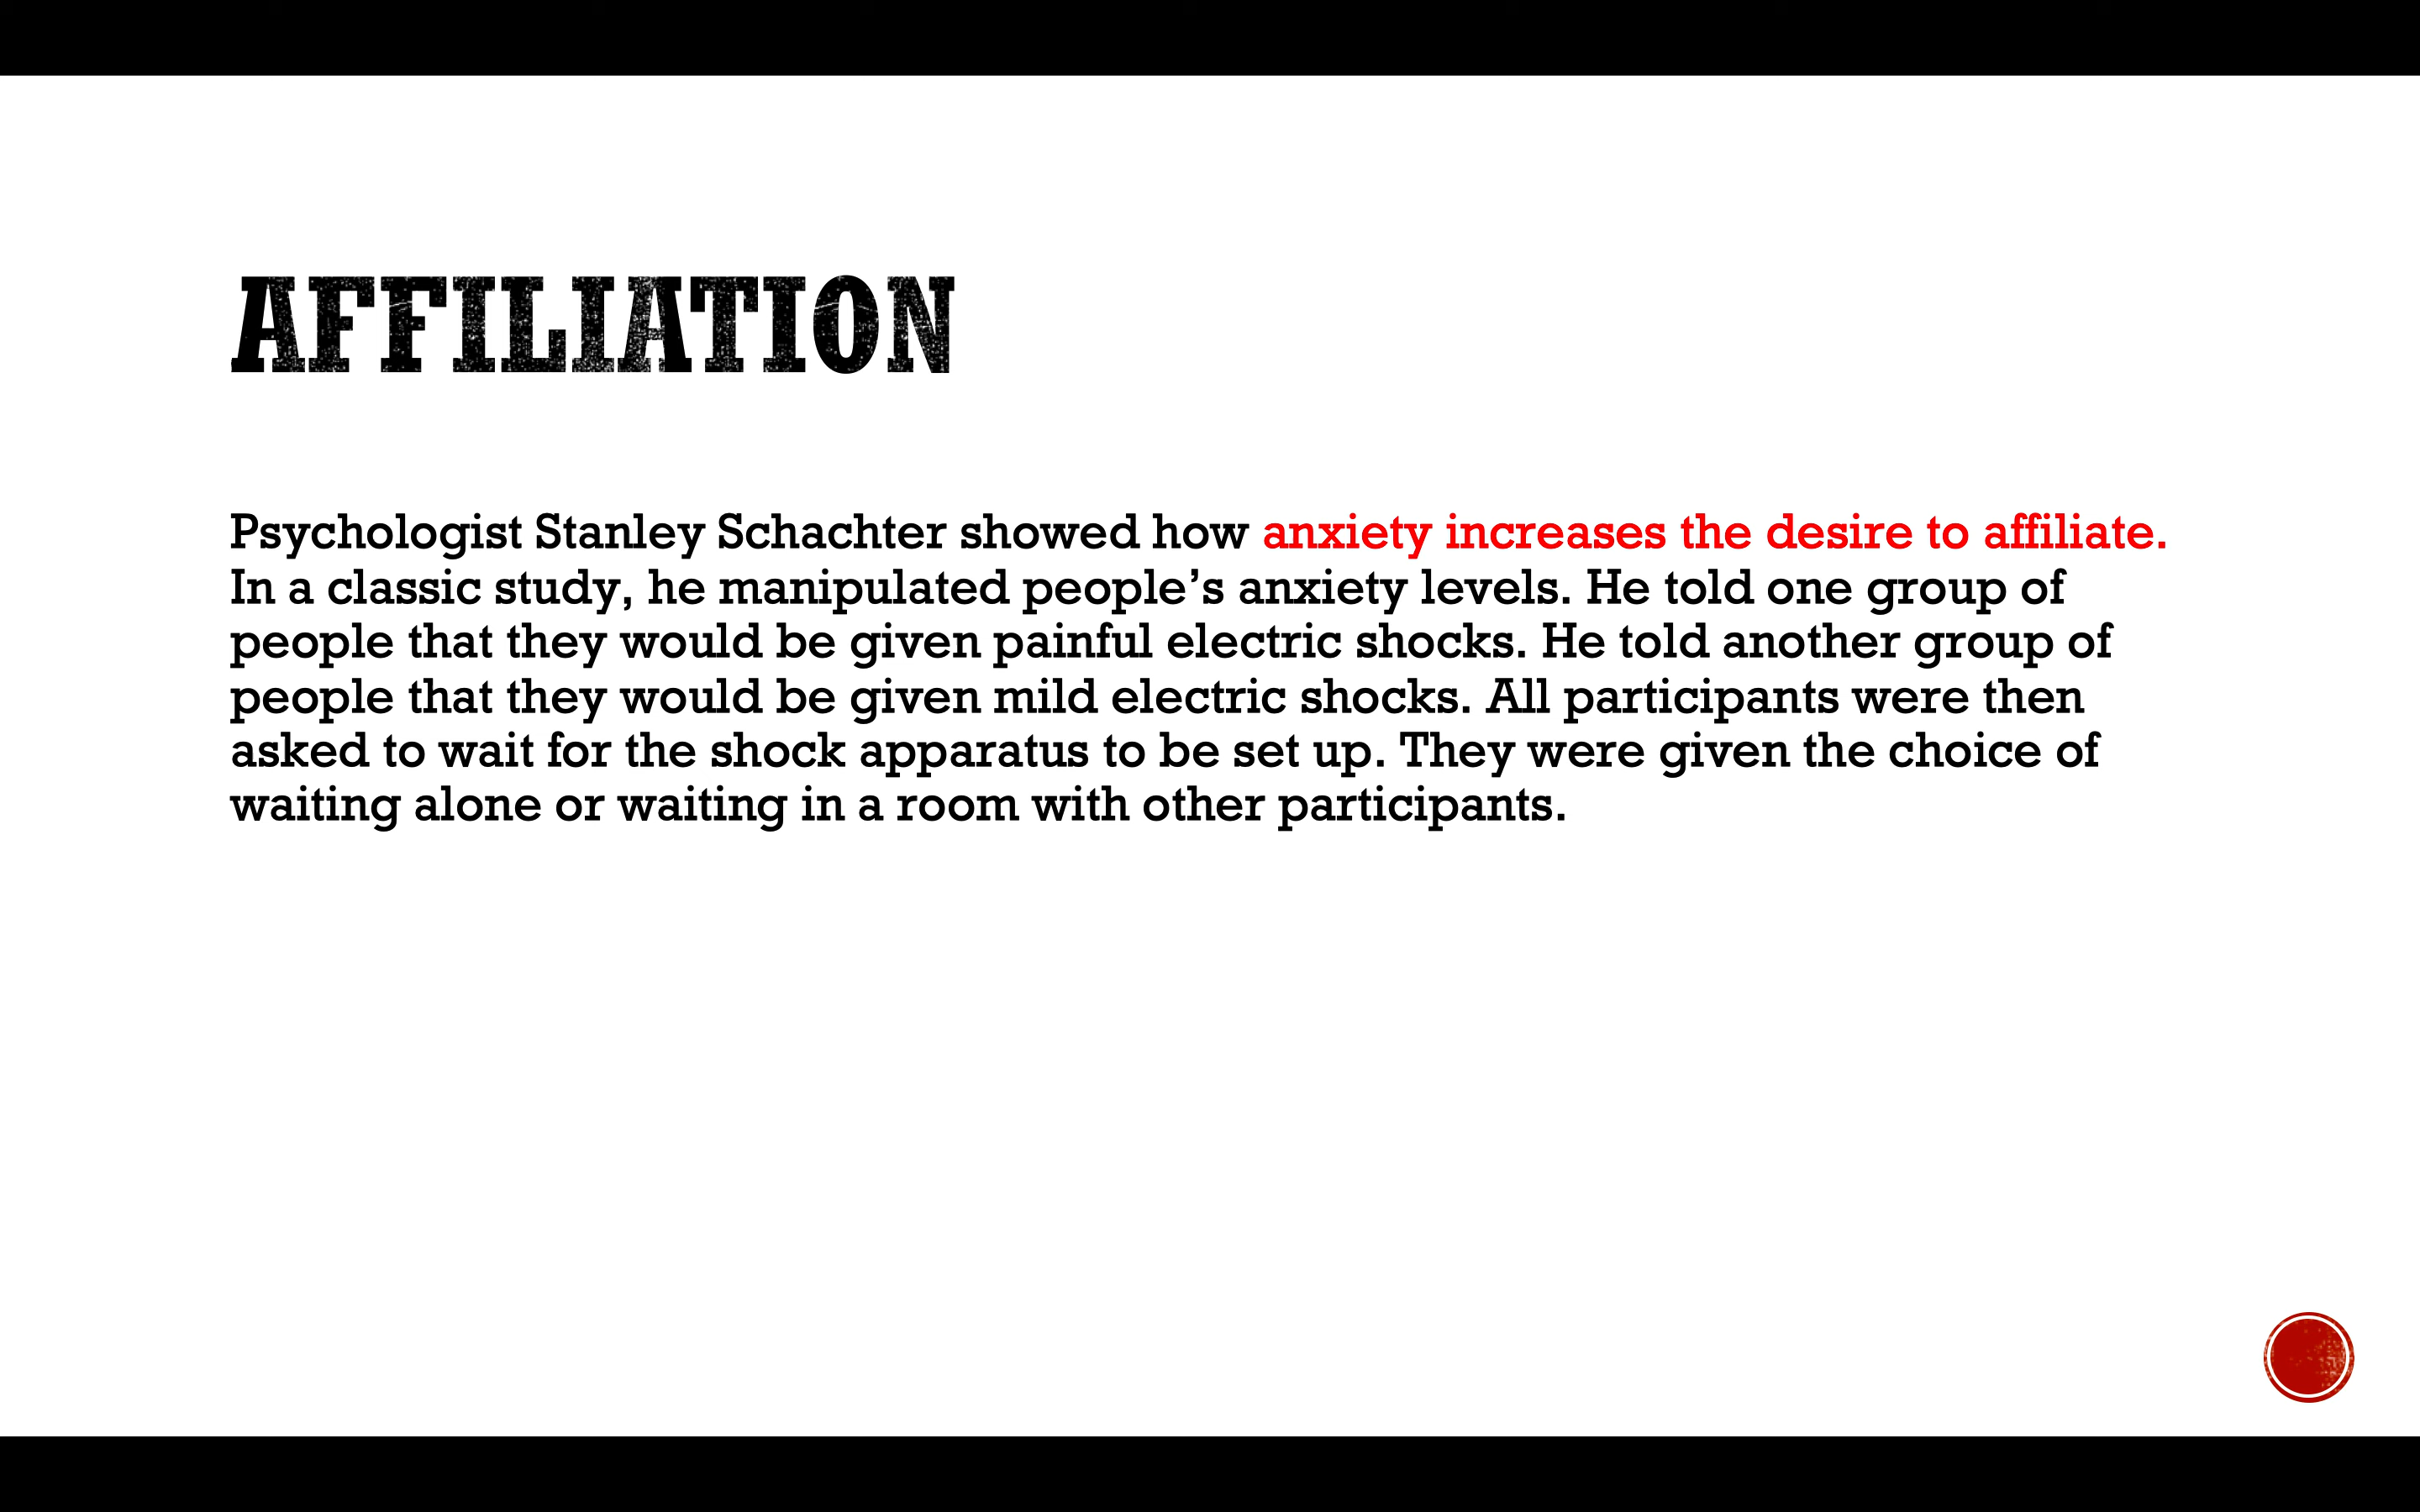 AFFILIATION
Psychologist Stanley Schachter showed how anxiety increases the desire to affiliate.
In a classic study, he manipulated people’s anxiety levels. He told one group of
people that they would be given painful electric shocks. He told another group of
people that they would be given mild electric shocks. All participants were then
asked to wait for the shock apparatus to be set up. They were given the choice of
waiting alone or waiting in a room with other participants.